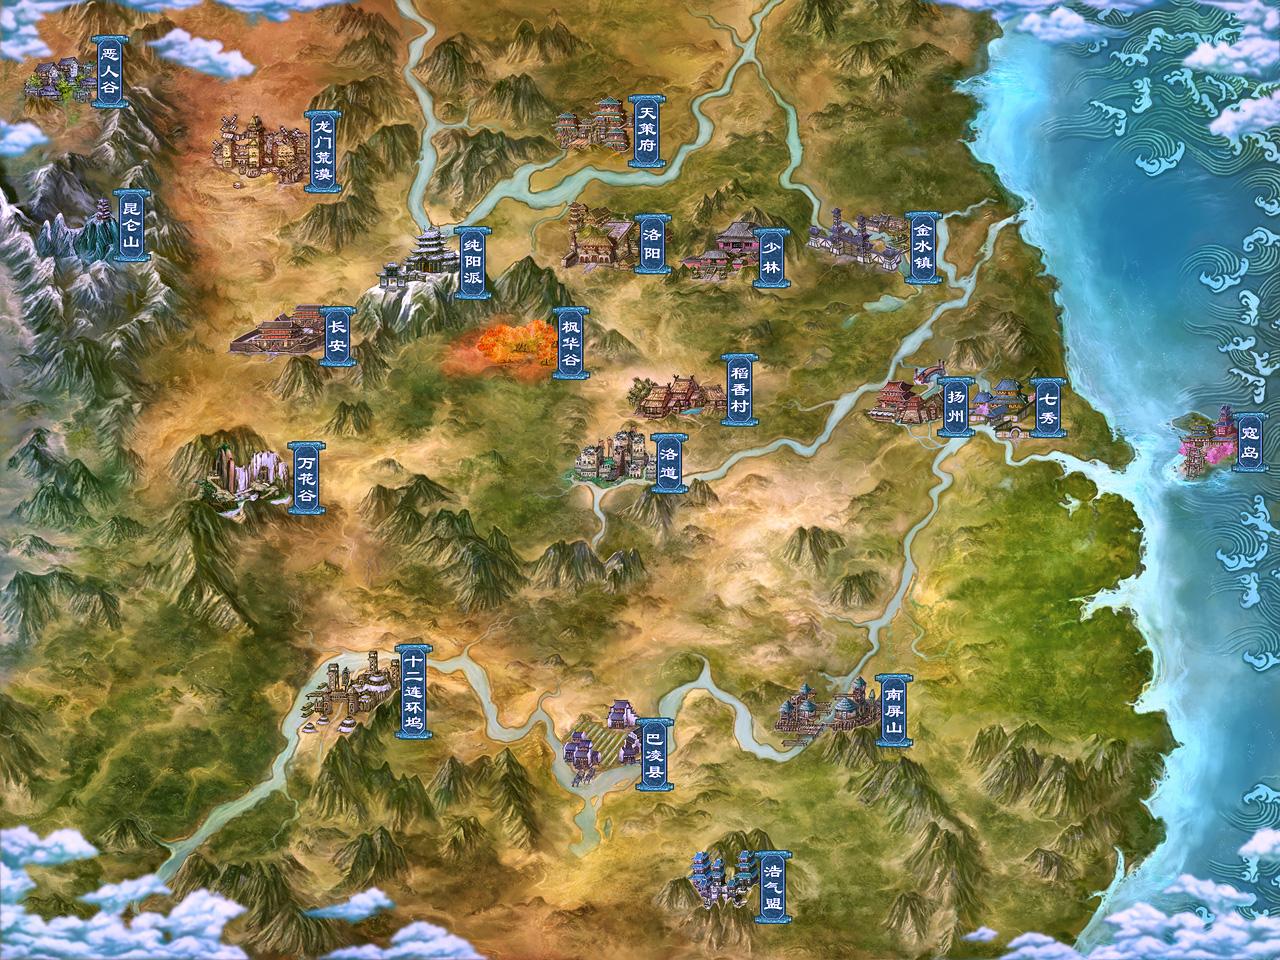 恶人谷
龙门荒漠
天策府
昆仑山
纯阳派
洛阳
少林
金水镇
长安
枫华谷
稻香村
扬州
七秀
寇岛
洛道
万花谷
十二连环坞
巴凌县
南屏山
浩气盟